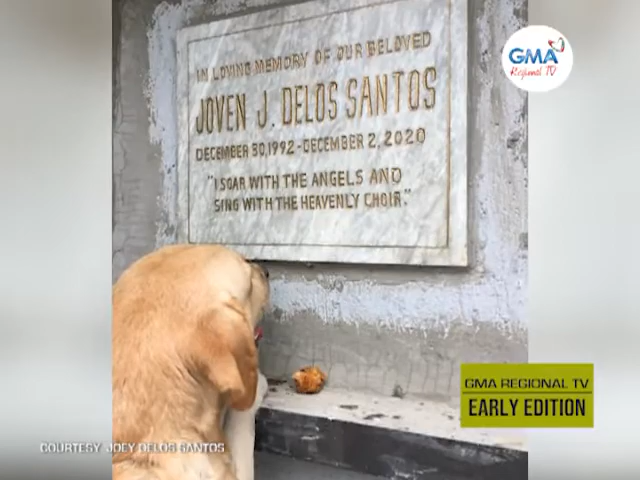 GMA
Regional TV
IN LOVING MEMORY OF OUR BELOVED
JOVEN J. DELOS SANTOS
DECEMBER 30, 1992 - DECEMBER 2, 2020
"I SOAR WITH THE ANGELS AND
SING WITH THE HEAVENLY CHOIR."
GMA REGIONAL TV
EARLY EDITION
COURTESY JOEY DELOS SANTOS